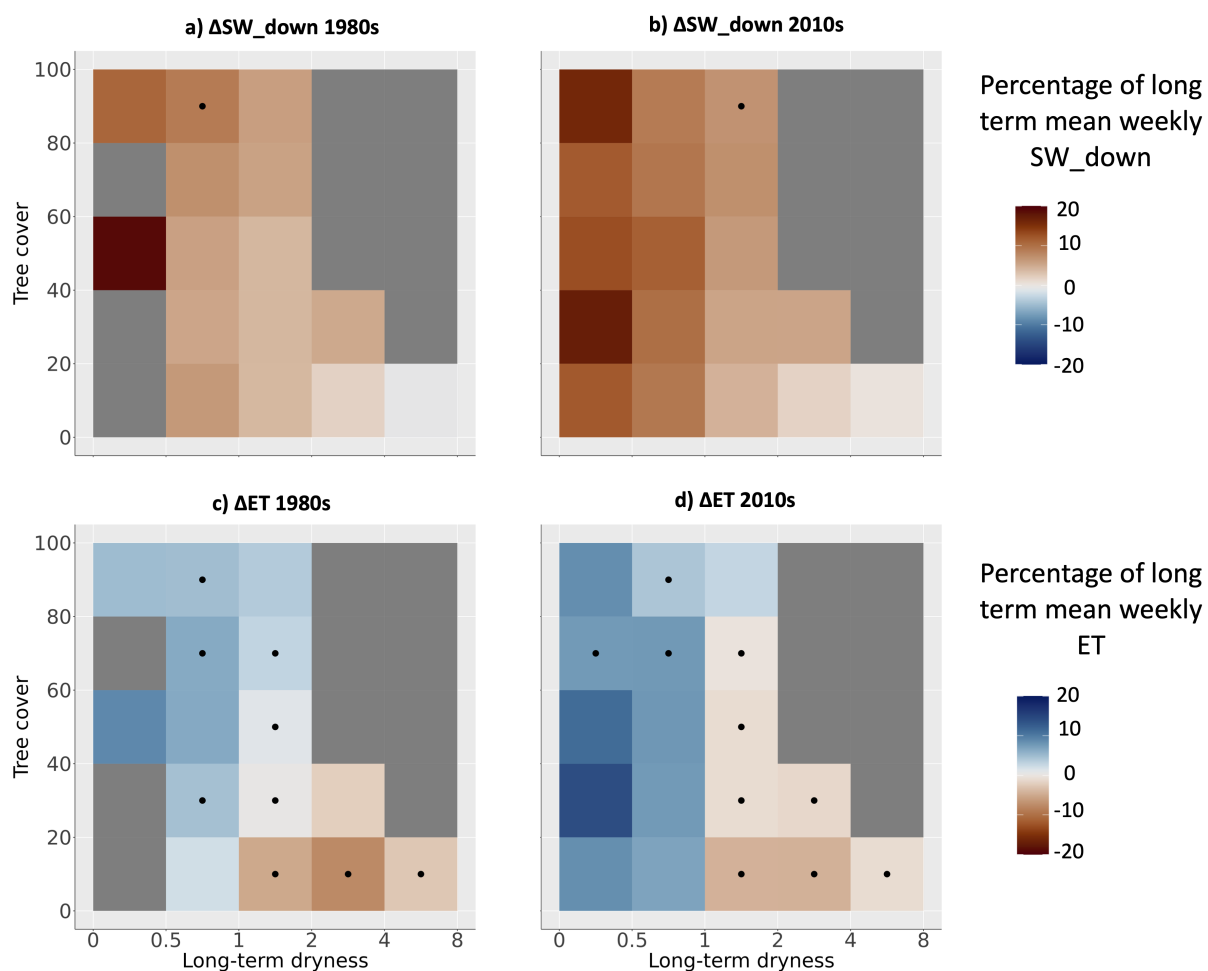 a) ΔSW_down 1980s
b) ΔSW_down 2010s
100
80
60
40
20
0
Tree cover
Percentage of long
term mean weekly
SW_down
20
10
0
-10
-20
c) ΔET 1980s
d) ΔET 2010s
100
80
60
40
20
0
Tree cover
0 0.5 1 2 4 8
Long-term dryness
0 0.5 1 2 4 8
Long-term dryness
Percentage of long
term mean weekly
ET
20
10
0
-10
-20